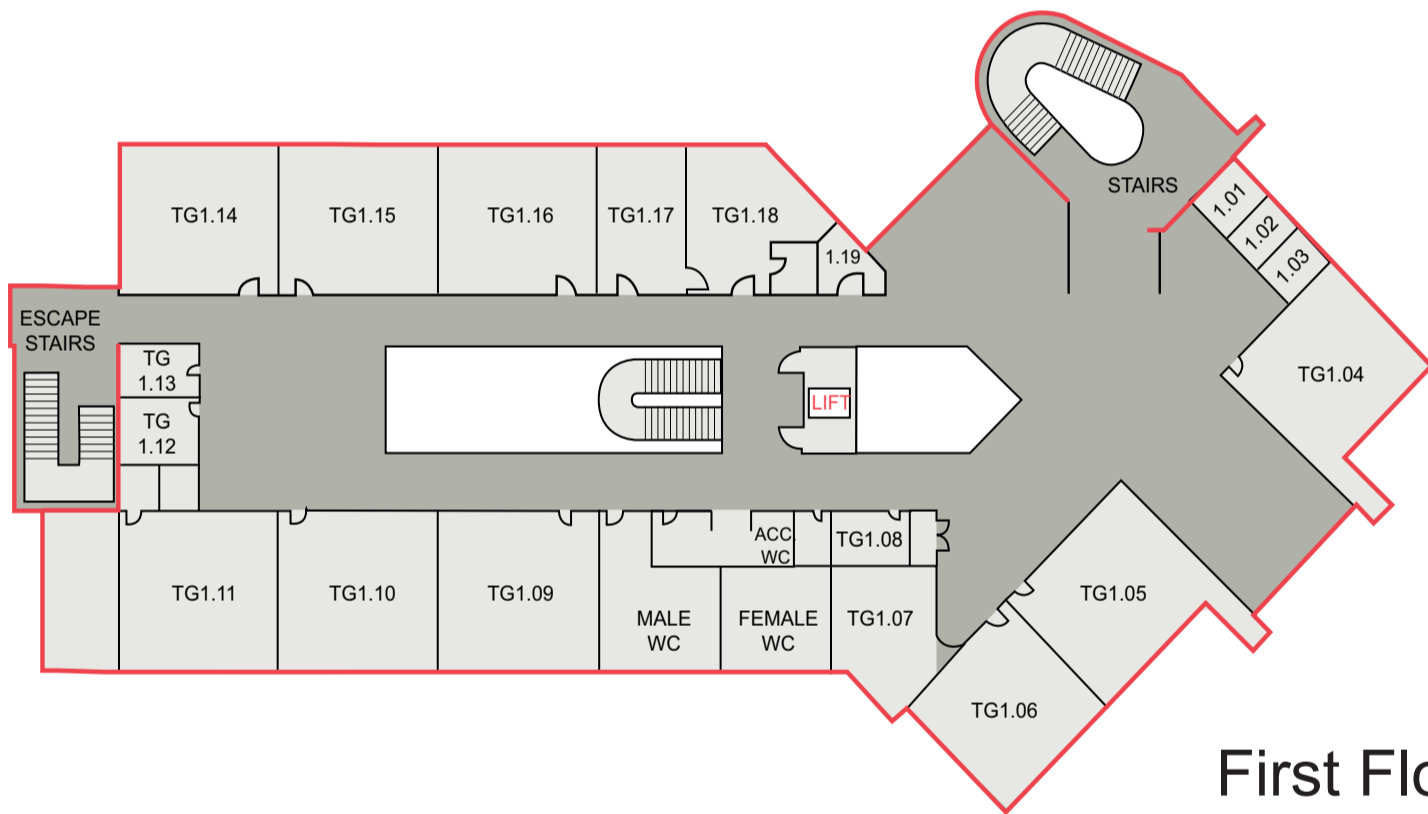 STAIRS
1.01
1.02
1.03
TG1.14
TG1.15
TG1.16
TG1.17
TG1.18
1.19
ESCAPE
STAIRS
TG
1.13
TG
1.12
LIFT
TG1.04
ACC.
WC
TG1.08
TG1.11
TG1.10
TG1.09
MALE
WC
FEMALE
WC
TG1.07
TG1.05
TG1.06
First Flo